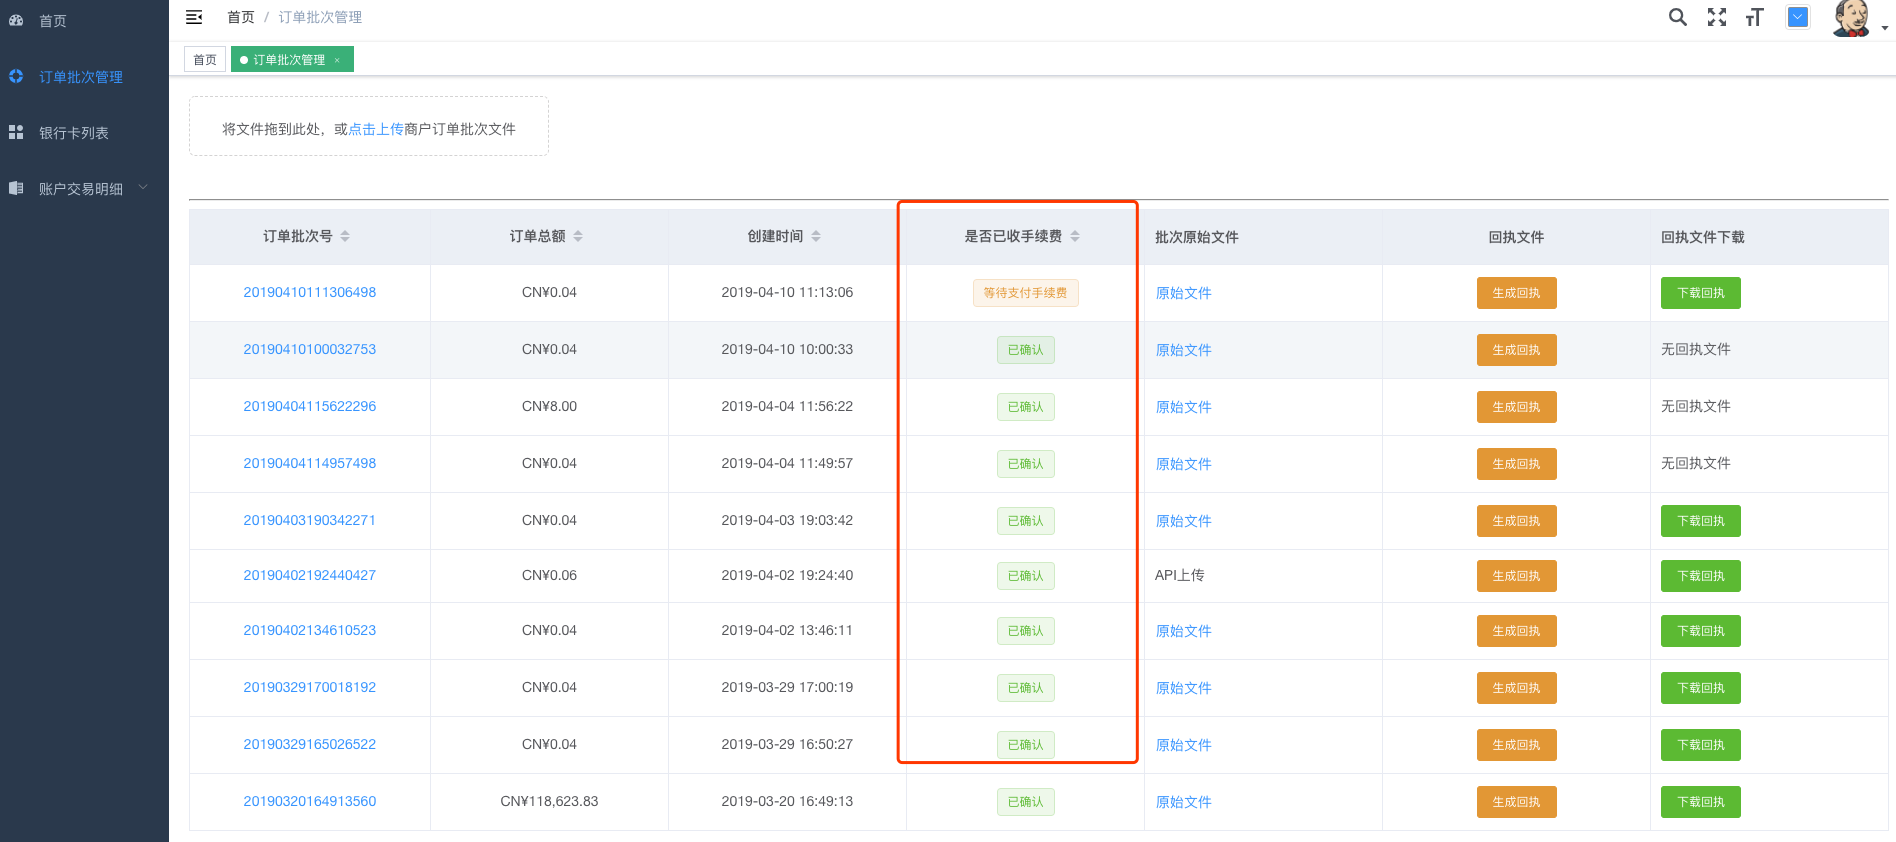 首页
订单批次管理
银行卡列表
账户交易明细
首页 / 订单批次管理
首页 订单批次管理 ×
将文件拖到此处，或点击上传商户订单批次文件
订单批次号 订单总额 创建时间 是否已收手续费 批次原始文件 回执文件 回执文件下载
20190410111306498 CN¥0.04 2019-04-10 11:13:06 等待支付手续费 原始文件 生成回执 下载回执
20190410100032753 CN¥0.04 2019-04-10 10:00:33 已确认 原始文件 生成回执 无回执文件
20190404115622296 CN¥8.00 2019-04-04 11:56:22 已确认 原始文件 生成回执 无回执文件
20190404114957498 CN¥0.04 2019-04-04 11:49:57 已确认 原始文件 生成回执 无回执文件
20190403190342271 CN¥0.04 2019-04-03 19:03:42 已确认 原始文件 生成回执 下载回执
20190402192440427 CN¥0.06 2019-04-02 19:24:40 已确认 API上传 生成回执 下载回执
20190402134610523 CN¥0.04 2019-04-02 13:46:11 已确认 原始文件 生成回执 下载回执
20190329170018192 CN¥0.04 2019-03-29 17:00:19 已确认 原始文件 生成回执 下载回执
20190329165026522 CN¥0.04 2019-03-29 16:50:27 已确认 原始文件 生成回执 下载回执
20190320164913560 CN¥118,623.83 2019-03-20 16:49:13 已确认 原始文件 生成回执 下载回执